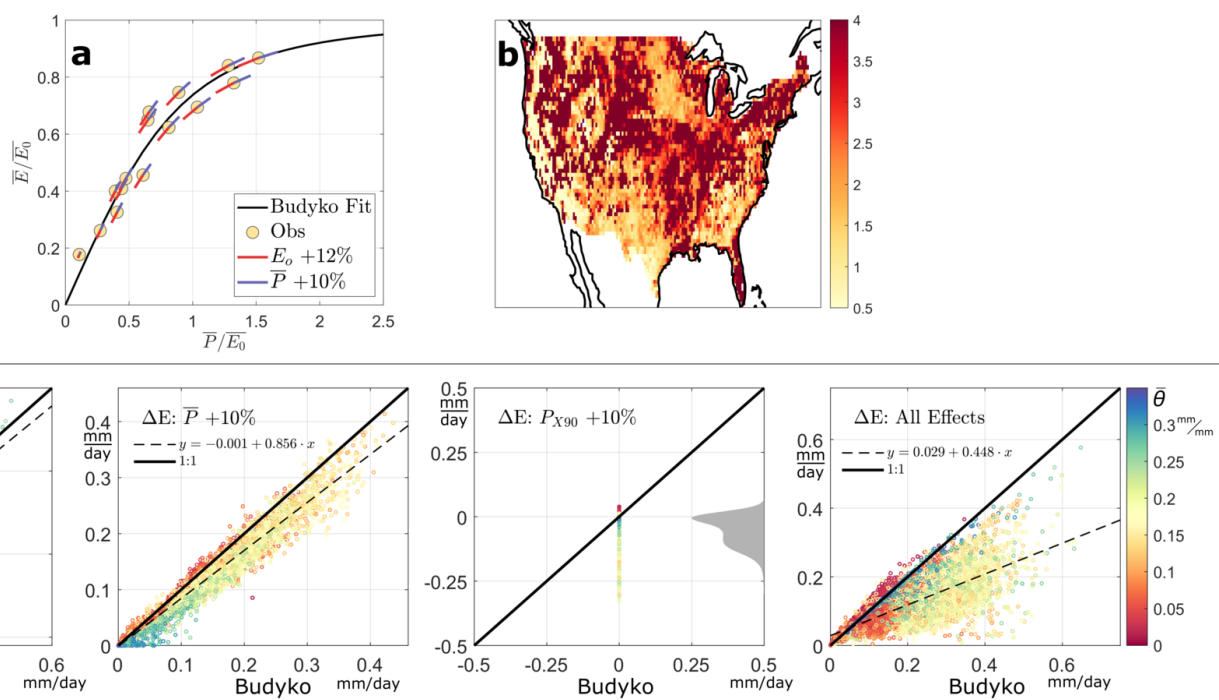 a
1
0.8
0.6
0.4
0.2
0
E̅/E̅₀
0 0.5 1 1.5 2 2.5
P̅/E̅₀
Budyko Fit
Obs
Eₒ +12%
P̅ +10%
b
4
3.5
3
2.5
2
1.5
1
0.5
0.6
mm/day
ΔE: P̅ +10%
y = −0.001 + 0.856 · x
1:1
0.4
mm
day
0.3
0.2
0.1
0
0 0.1 0.2 0.3 0.4
Budyko mm/day
ΔE: P_X90 +10%
0.5
mm
day
0.25
0
-0.25
-0.5
-0.5 -0.25 0 0.25 0.5
Budyko mm/day
ΔE: All Effects
y = 0.029 + 0.448 · x
1:1
0.6
mm
day
0.4
0.2
0
0 0.2 0.4 0.6
Budyko mm/day
θ̅
0.3 mm/mm
0.25
0.2
0.15
0.1
0.05
0